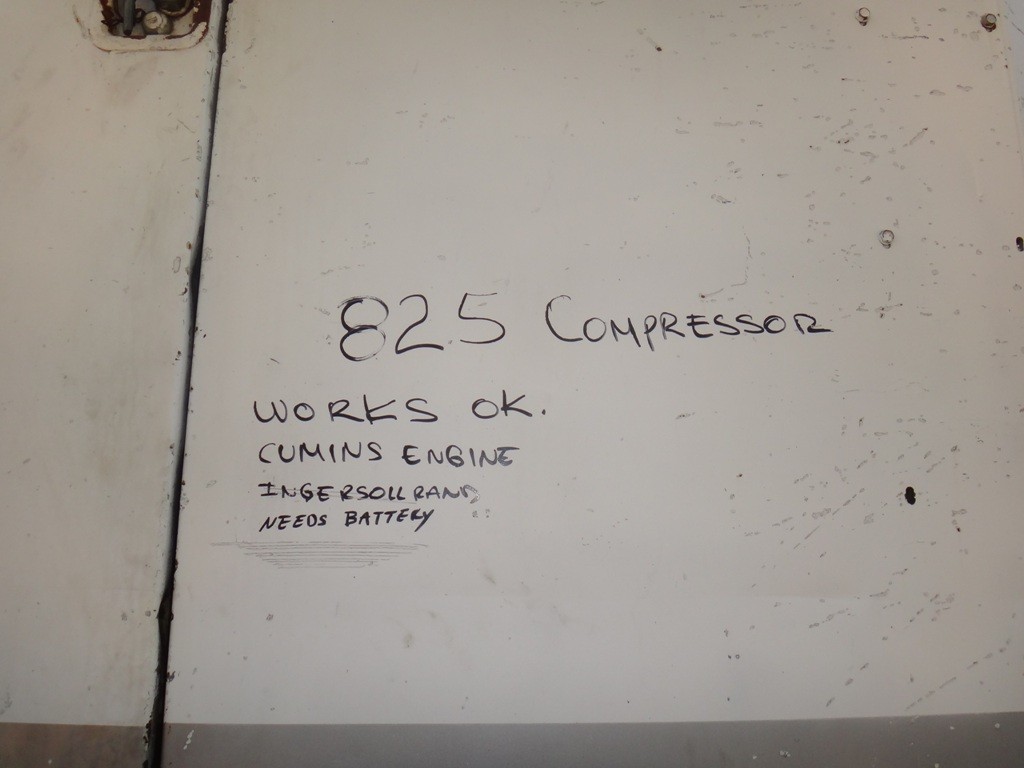 825 COMPRESSOR
WORKS OK.
CUMINS ENGINE
INGERSOLL RAND
NEEDS BATTERY